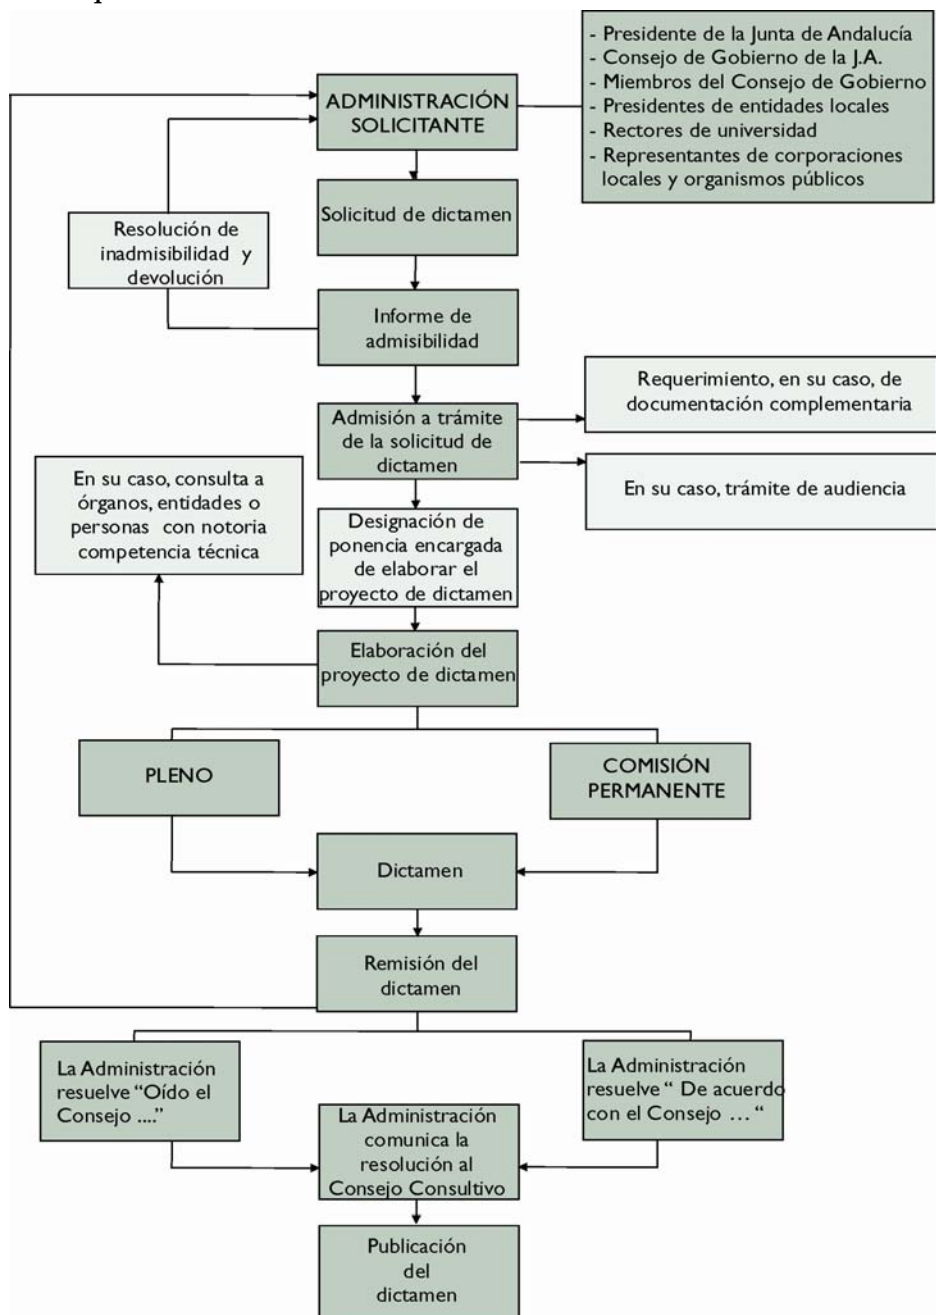 - Presidente de la Junta de Andalucía
- Consejo de Gobierno de la J.A.
- Miembros del Consejo de Gobierno
- Presidentes de entidades locales
- Rectores de universidad
- Representantes de corporaciones
locales y organismos públicos
ADMINISTRACIÓN
SOLICITANTE
Solicitud de dictamen
Resolución de
inadmisibilidad y
devolución
Informe de
admisibilidad
Requerimiento, en su caso, de
documentación complementaria
Admisión a trámite
de la solicitud de
dictamen
En su caso, trámite de audiencia
En su caso, consulta a
órganos, entidades o
personas con notoria
competencia técnica
Designación de
ponencia encargada
de elaborar el
proyecto de dictamen
Elaboración del
proyecto de dictamen
PLENO
COMISIÓN
PERMANENTE
Dictamen
Remisión del
dictamen
La Administración
resuelve “Oído el
Consejo ....”
La Administración
resuelve “ De acuerdo
con el Consejo … “
La Administración
comunica la
resolución al
Consejo Consultivo
Publicación
del
dictamen